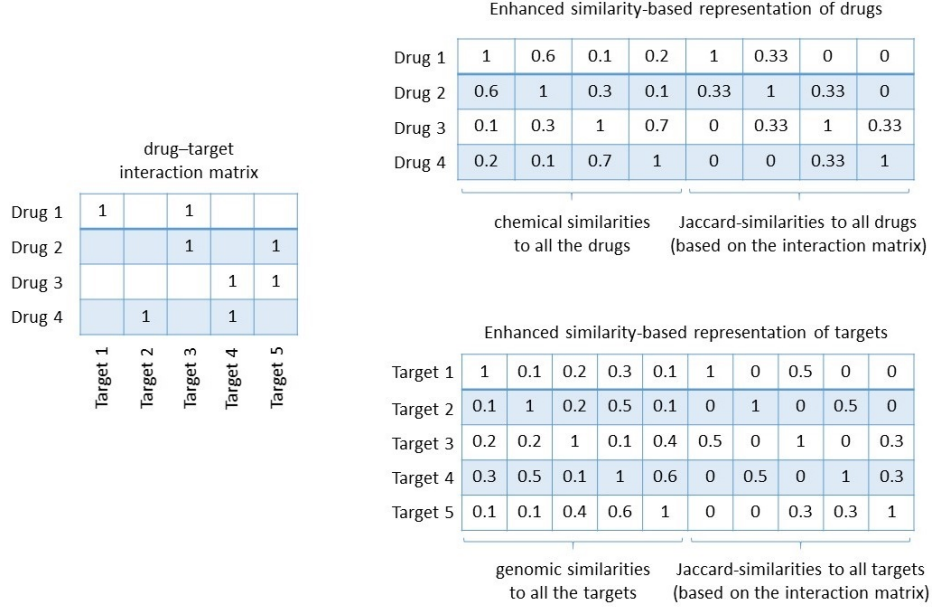 drug–target
interaction matrix
Drug 1 1 1
Drug 2 1 1
Drug 3 1 1
Drug 4 1 1
Target 1
Target 2
Target 3
Target 4
Target 5
Enhanced similarity-based representation of drugs
Drug 1 1 0.6 0.1 0.2 1 0.33 0 0
Drug 2 0.6 1 0.3 0.1 0.33 1 0.33 0
Drug 3 0.1 0.3 1 0.7 0 0.33 1 0.33
Drug 4 0.2 0.1 0.7 1 0 0 0.33 1
chemical similarities
to all the drugs
Jaccard-similarities to all drugs
(based on the interaction matrix)
Enhanced similarity-based representation of targets
Target 1 1 0.1 0.2 0.3 0.1 1 0 0.5 0 0
Target 2 0.1 1 0.2 0.5 0.1 0 1 0 0.5 0
Target 3 0.2 0.2 1 0.1 0.4 0.5 0 1 0 0.3
Target 4 0.3 0.5 0.1 1 0.6 0 0.5 0 1 0.3
Target 5 0.1 0.1 0.4 0.6 1 0 0 0.3 0.3 1
genomic similarities
to all the targets
Jaccard-similarities to all targets
(based on the interaction matrix)